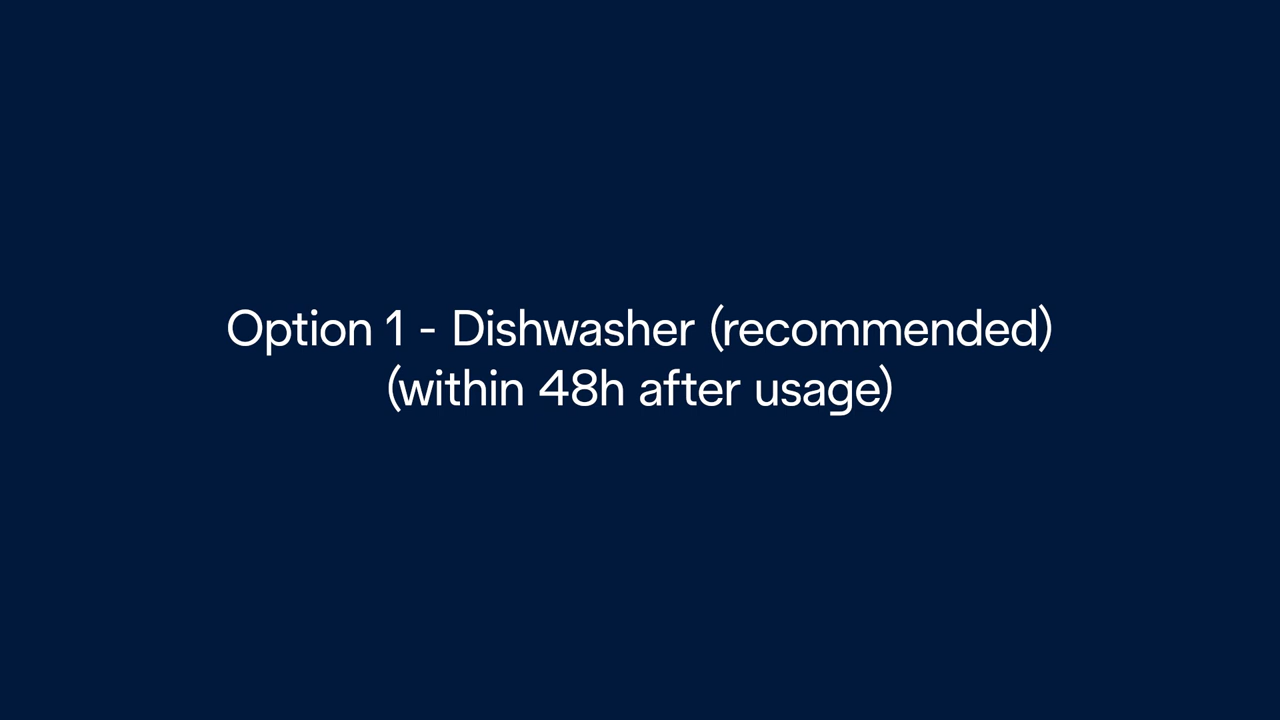 Option 1 - Dishwasher (recommended)
(within 48h after usage)